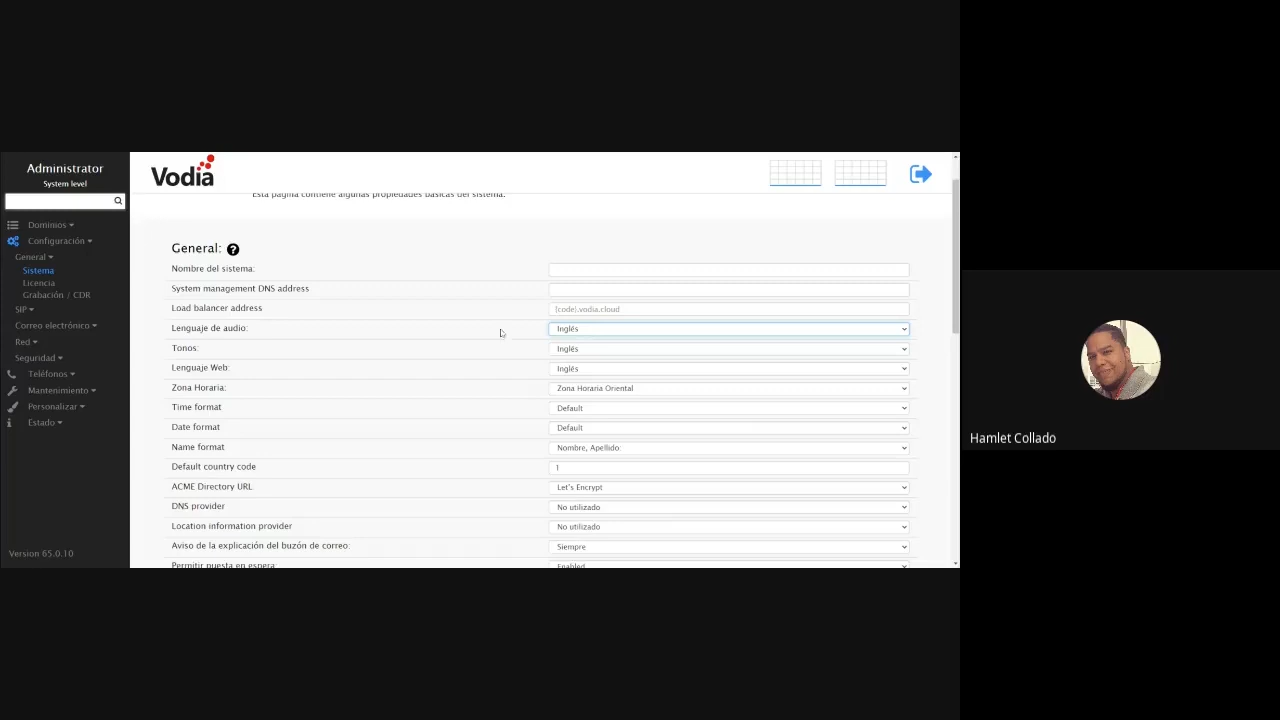 Administrator
System level
Dominios
Configuración
General
Sistema
Licencia
Grabación / CDR
SIP
Correo electrónico
Red
Seguridad
Teléfonos
Mantenimiento
Personalizar
Estado
Version 65.0.10
Vodia
Esta página contiene algunas propiedades básicas del sistema.
General: ?
Nombre del sistema:
System management DNS address
Load balancer address {code}.vodia.cloud
Lenguaje de audio: Inglés
Tonos: Inglés
Lenguaje Web: Inglés
Zona Horaria: Zona Horaria Oriental
Time format Default
Date format Default
Name format Nombre, Apellido
Default country code 1
ACME Directory URL Let's Encrypt
DNS provider No utilizado
Location information provider No utilizado
Aviso de la explicación del buzón de correo: Siempre
Permitir puesta en espera: Enabled
Hamlet Collado